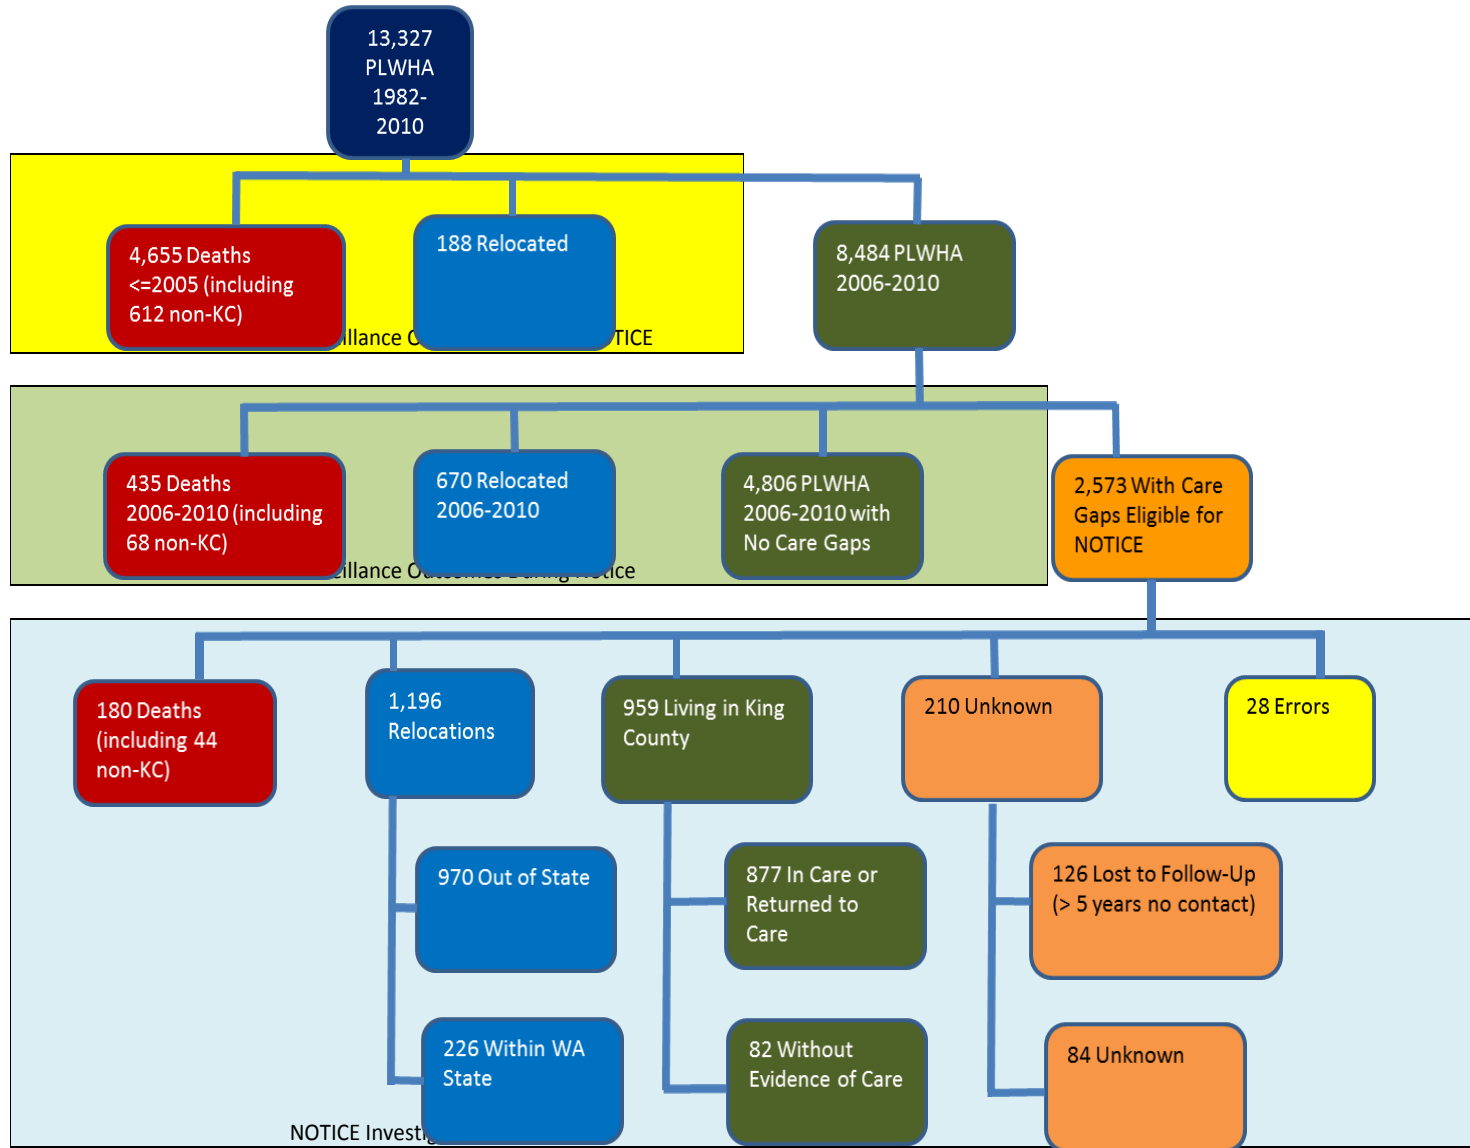 13,327
PLWHA
1982-
2010
4,655 Deaths
<=2005 (including
612 non-KC)
188 Relocated
8,484 PLWHA
2006-2010
435 Deaths
2006-2010 (including
68 non-KC)
670 Relocated
2006-2010
4,806 PLWHA
2006-2010 with
No Care Gaps
2,573 With Care
Gaps Eligible for
NOTICE
Outcomes During Notice
180 Deaths
(including 44
non-KC)
1,196
Relocations
959 Living in King
County
210 Unknown
28 Errors
970 Out of State
877 In Care or
Returned to
Care
126 Lost to Follow-Up
(> 5 years no contact)
226 Within WA
State
82 Without
Evidence of Care
84 Unknown
NOTICE